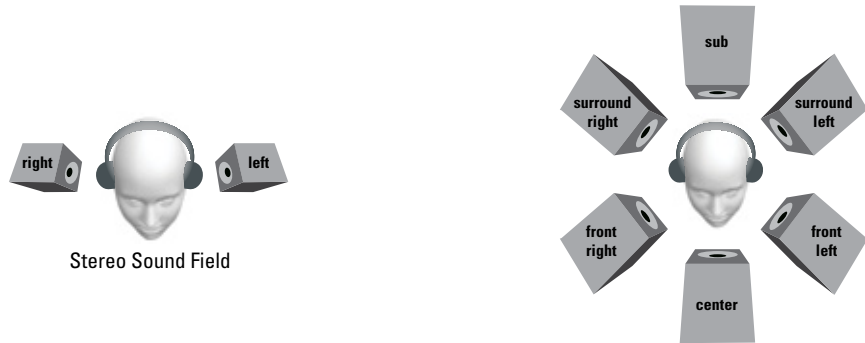 right
left
Stereo Sound Field
sub
surround
right
surround
left
front
right
front
left
center